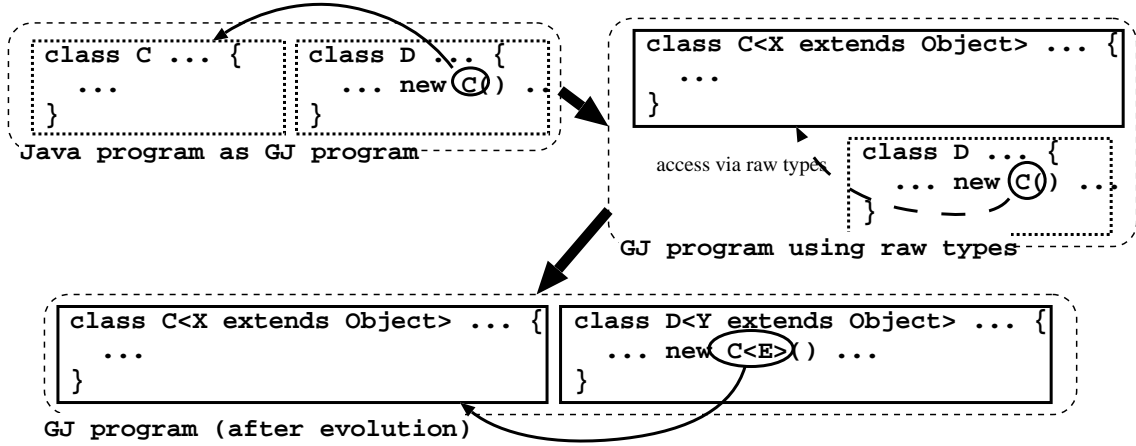 class C ... {
...
}
class D ... {
... new C() ..
}
Java program as GJ program
class C<X extends Object> ... {
...
}
access via raw types
class D ... {
... new C() ...
}
GJ program using raw types
class C<X extends Object> ... {
...
}
class D<Y extends Object> ... {
... new C<E>() ...
}
GJ program (after evolution)